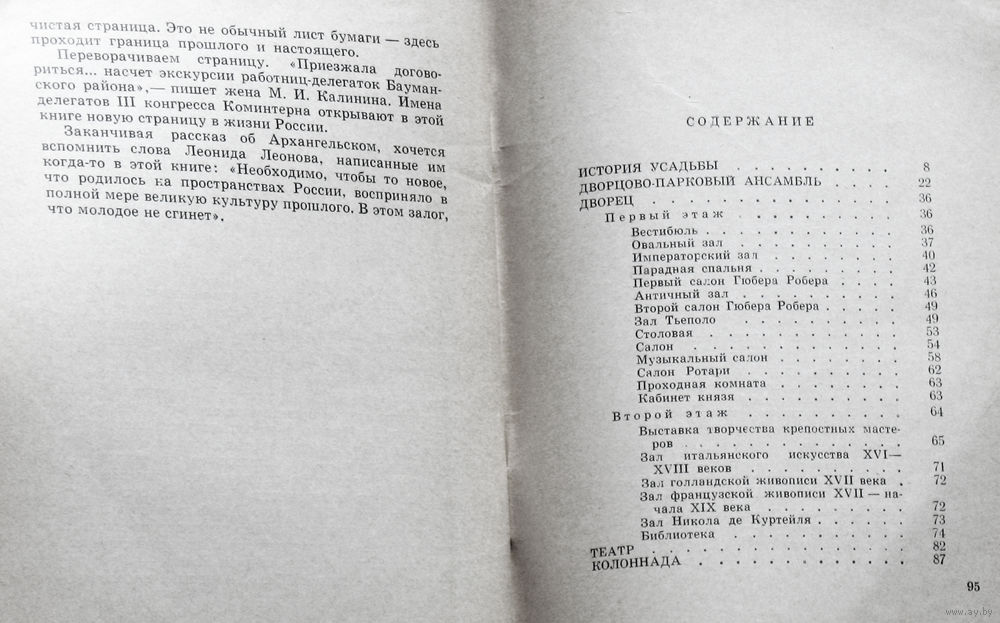 чистая страница. Это не обычный лист бумаги — здесь
проходит граница прошлого и настоящего.
Переворачиваем страницу. «Приезжала догово-
риться... насчет экскурсии работниц-делегаток Бауман-
ского района»,— пишет жена М. И. Калинина. Имена
делегатов III конгресса Коминтерна открывают в этой
книге новую страницу в жизни России.
Заканчивая рассказ об Архангельском, хочется
вспомнить слова Леонида Леонова, написанные им
когда-то в этой книге: «Необходимо, чтобы то новое,
что родилось на пространствах России, восприняло в
полной мере великую культуру прошлого. В этом залог,
что молодое не сгинет».
СОДЕРЖАНИЕ
ИСТОРИЯ УСАДЬБЫ . . . . . . . . 8
ДВОРЦОВО-ПАРКОВЫЙ АНСАМБЛЬ . . . . 22
ДВОРЕЦ . . . . . . . . . . . . . . 36
Первый этаж . . . . . . . . . 36
Вестибюль . . . . . . . . . . . 36
Овальный зал . . . . . . . . . 37
Императорский зал . . . . . . . 40
Парадная спальня . . . . . . . . 42
Первый салон Гюбера Робера . . . . 43
Античный зал . . . . . . . . . 46
Второй салон Гюбера Робера . . . . . 49
Зал Тьеполо . . . . . . . . . 49
Столовая . . . . . . . . . . 53
Салон . . . . . . . . . . . 54
Музыкальный салон . . . . . . . 58
Салон Ротари . . . . . . . . . 62
Проходная комната . . . . . . . 63
Кабинет князя . . . . . . . . . 63
Второй этаж . . . . . . . . . 64
Выставка творчества крепостных масте-
ров . . . . . . . . . . . . 65
Зал итальянского искусства XVI—
XVIII веков . . . . . . . . . 71
Зал голландской живописи XVII века . 72
Зал французской живописи XVII — на-
чала XIX века . . . . . . . . 72
Зал Никола де Куртейля . . . . . . 73
Библиотека . . . . . . . . . . 74
ТЕАТР . . . . . . . . . . . . . . 82
КОЛОННАДА . . . . . . . . . . . 87
95
www.ay.by